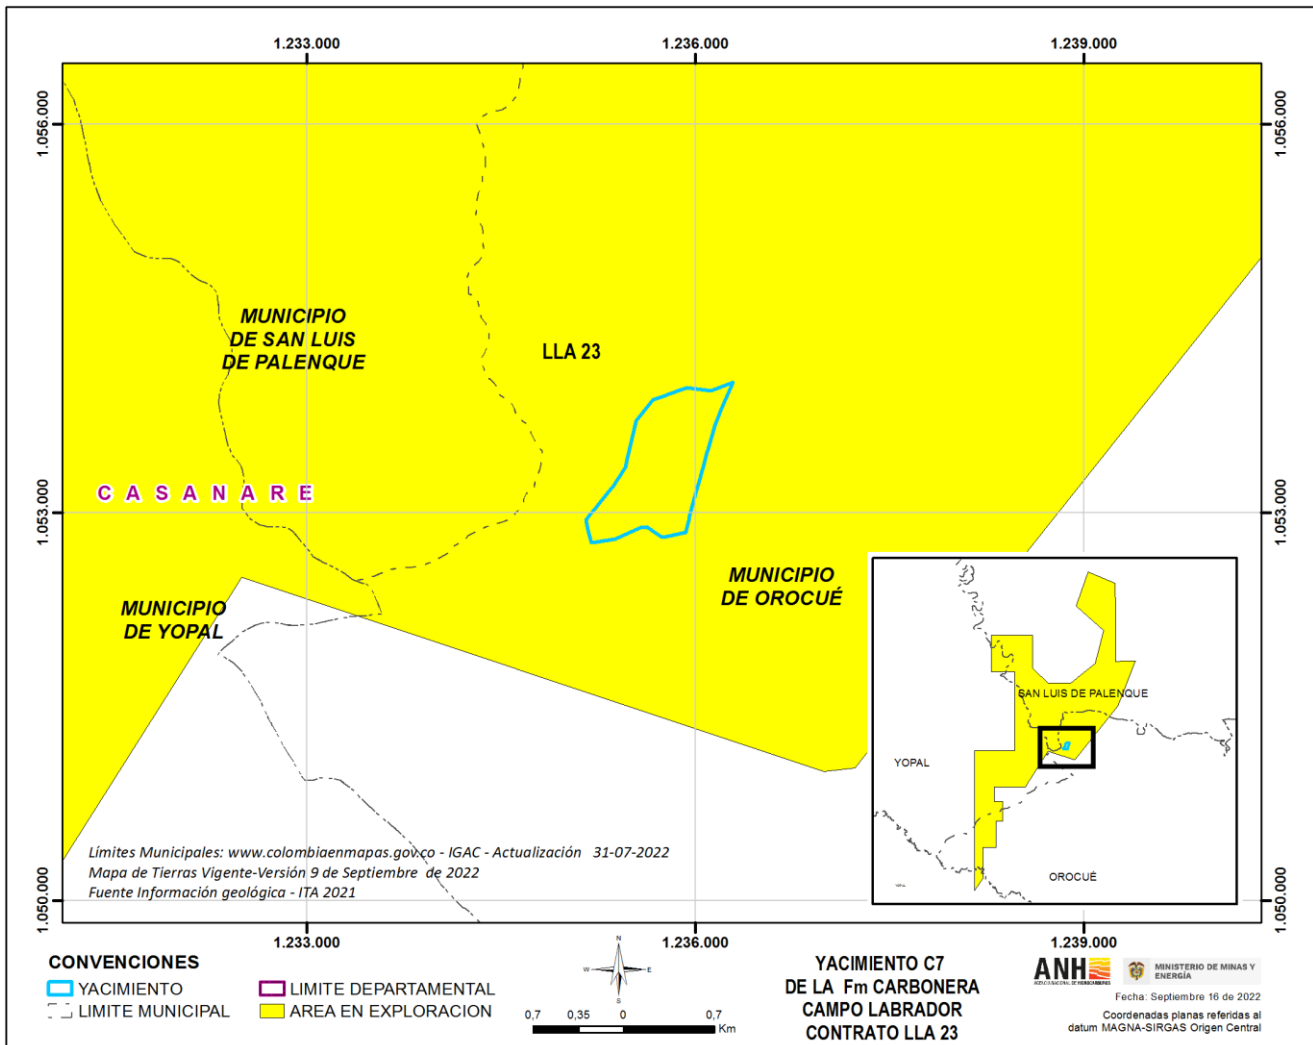 1.233.000
1.236.000
1.239.000
1.056.000
1.056.000
MUNICIPIO
DE SAN LUIS
DE PALENQUE
LLA 23
C A S A N A R E
1.053.000
1.053.000
MUNICIPIO
DE YOPAL
MUNICIPIO
DE OROCUÉ
SAN LUIS DE PALENQUE
YOPAL
OROCUÉ
Límites Municipales: www.colombiaenmapas.gov.co - IGAC - Actualización 31-07-2022
Mapa de Tierras Vigente-Versión 9 de Septiembre de 2022
Fuente Información geológica - ITA 2021
1.050.000
1.050.000
1.233.000
1.236.000
1.239.000
CONVENCIONES
YACIMIENTO
LIMITE DEPARTAMENTAL
LIMITE MUNICIPAL
AREA EN EXPLORACION
N
W
E
S
0,7
0,35
0
0,7
Km
YACIMIENTO C7
DE LA Fm CARBONERA
CAMPO LABRADOR
CONTRATO LLA 23
ANH
AGENCIA NACIONAL DE HIDROCARBUROS
MINISTERIO DE MINAS Y
ENERGÍA
Fecha: Septiembre 16 de 2022
Coordenadas planas referidas al
datum MAGNA-SIRGAS Origen Central